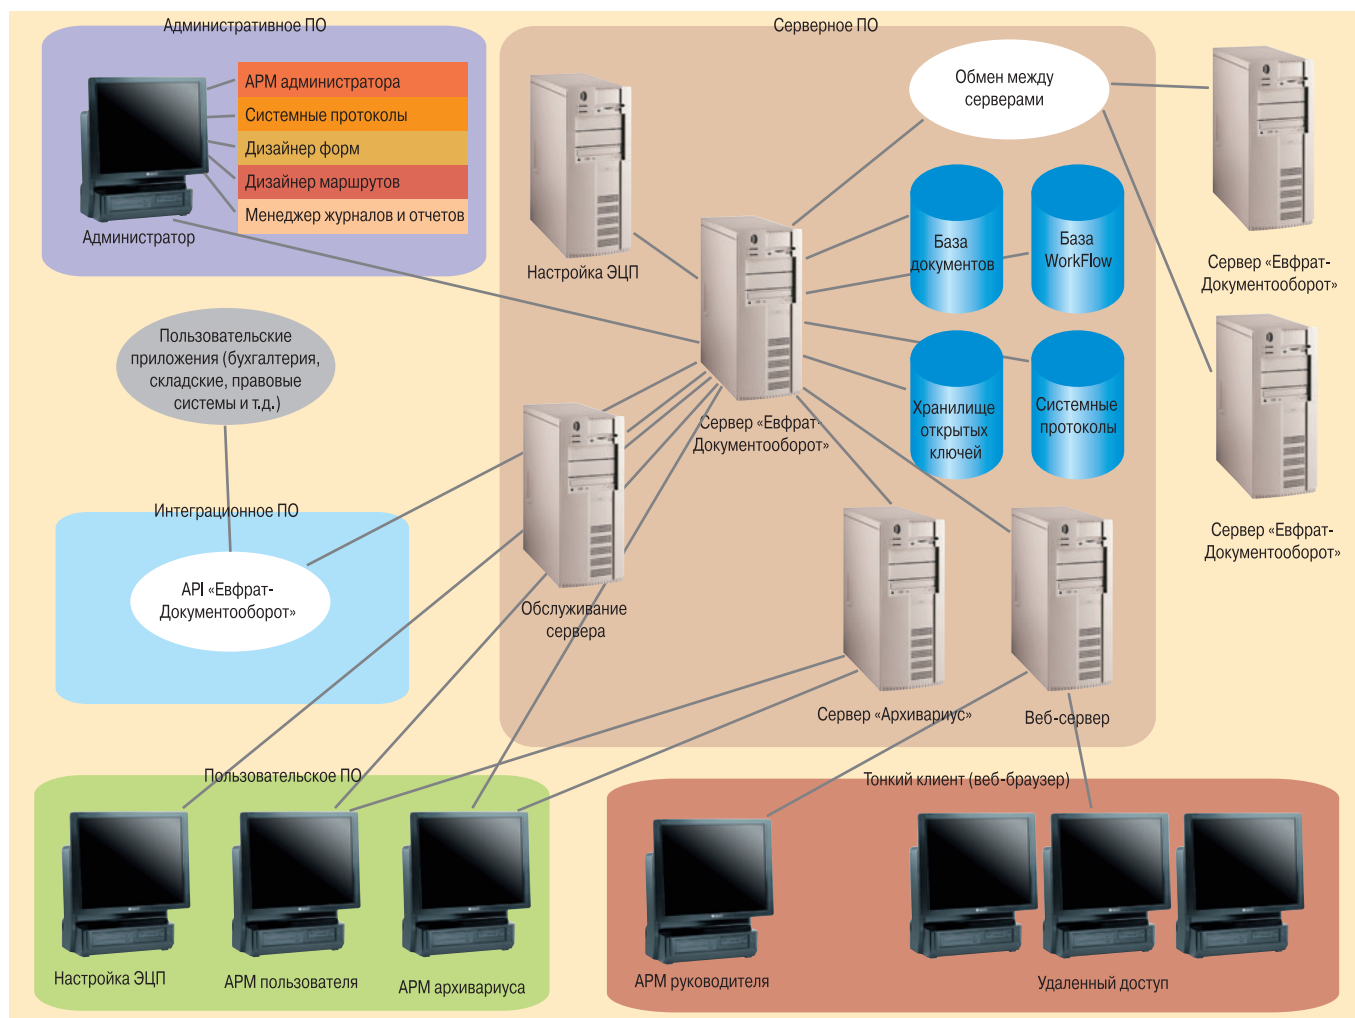 Административное ПО
АРМ администратора
Системные протоколы
Дизайнер форм
Дизайнер маршрутов
Менеджер журналов и отчетов
Администратор
Серверное ПО
Обмен между
серверами
Настройка ЭЦП
База
документов
База
WorkFlow
Хранилище
открытых
ключей
Системные
протоколы
Сервер «Евфрат-
Документооборот»
Сервер «Евфрат-
Документооборот»
Сервер «Евфрат-
Документооборот»
Пользовательские
приложения (бухгалтерия,
складские, правовые
системы и т.д.)
Интеграционное ПО
API «Евфрат-
Документооборот»
Обслуживание
сервера
Сервер «Архивариус»
Веб-сервер
Пользовательское ПО
Настройка ЭЦП
АРМ пользователя
АРМ архивариуса
Тонкий клиент (веб-браузер)
АРМ руководителя
Удаленный доступ